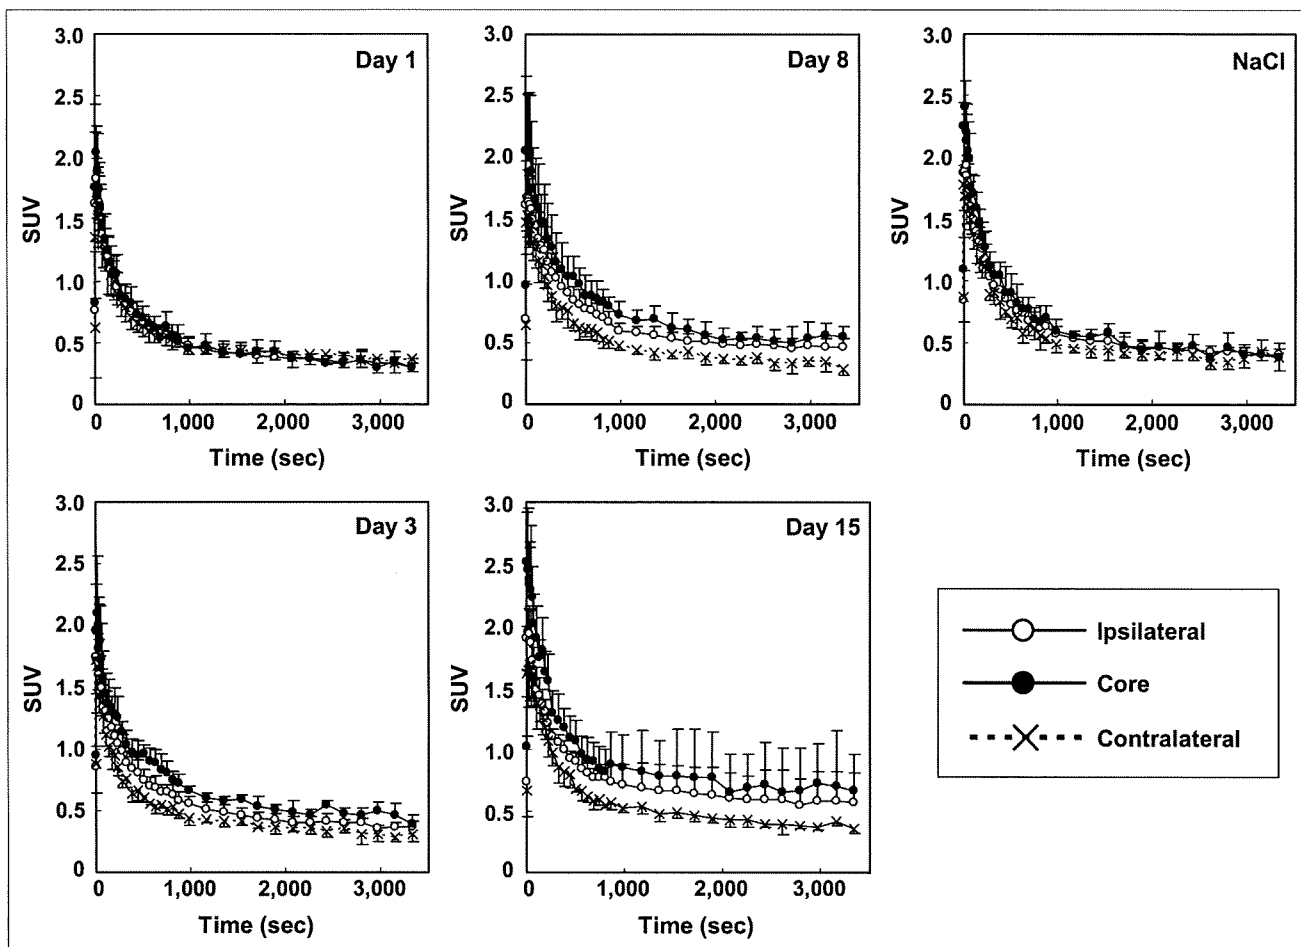 Day 1
3.0
2.5
2.0
1.5
1.0
0.5
0
SUV
0 1,000 2,000 3,000
Time (sec)
Day 8
3.0
2.5
2.0
1.5
1.0
0.5
0
SUV
0 1,000 2,000 3,000
Time (sec)
NaCl
3.0
2.5
2.0
1.5
1.0
0.5
0
SUV
0 1,000 2,000 3,000
Time (sec)
Day 3
3.0
2.5
2.0
1.5
1.0
0.5
0
SUV
0 1,000 2,000 3,000
Time (sec)
Day 15
3.0
2.5
2.0
1.5
1.0
0.5
0
SUV
0 1,000 2,000 3,000
Time (sec)
Ipsilateral
Core
Contralateral